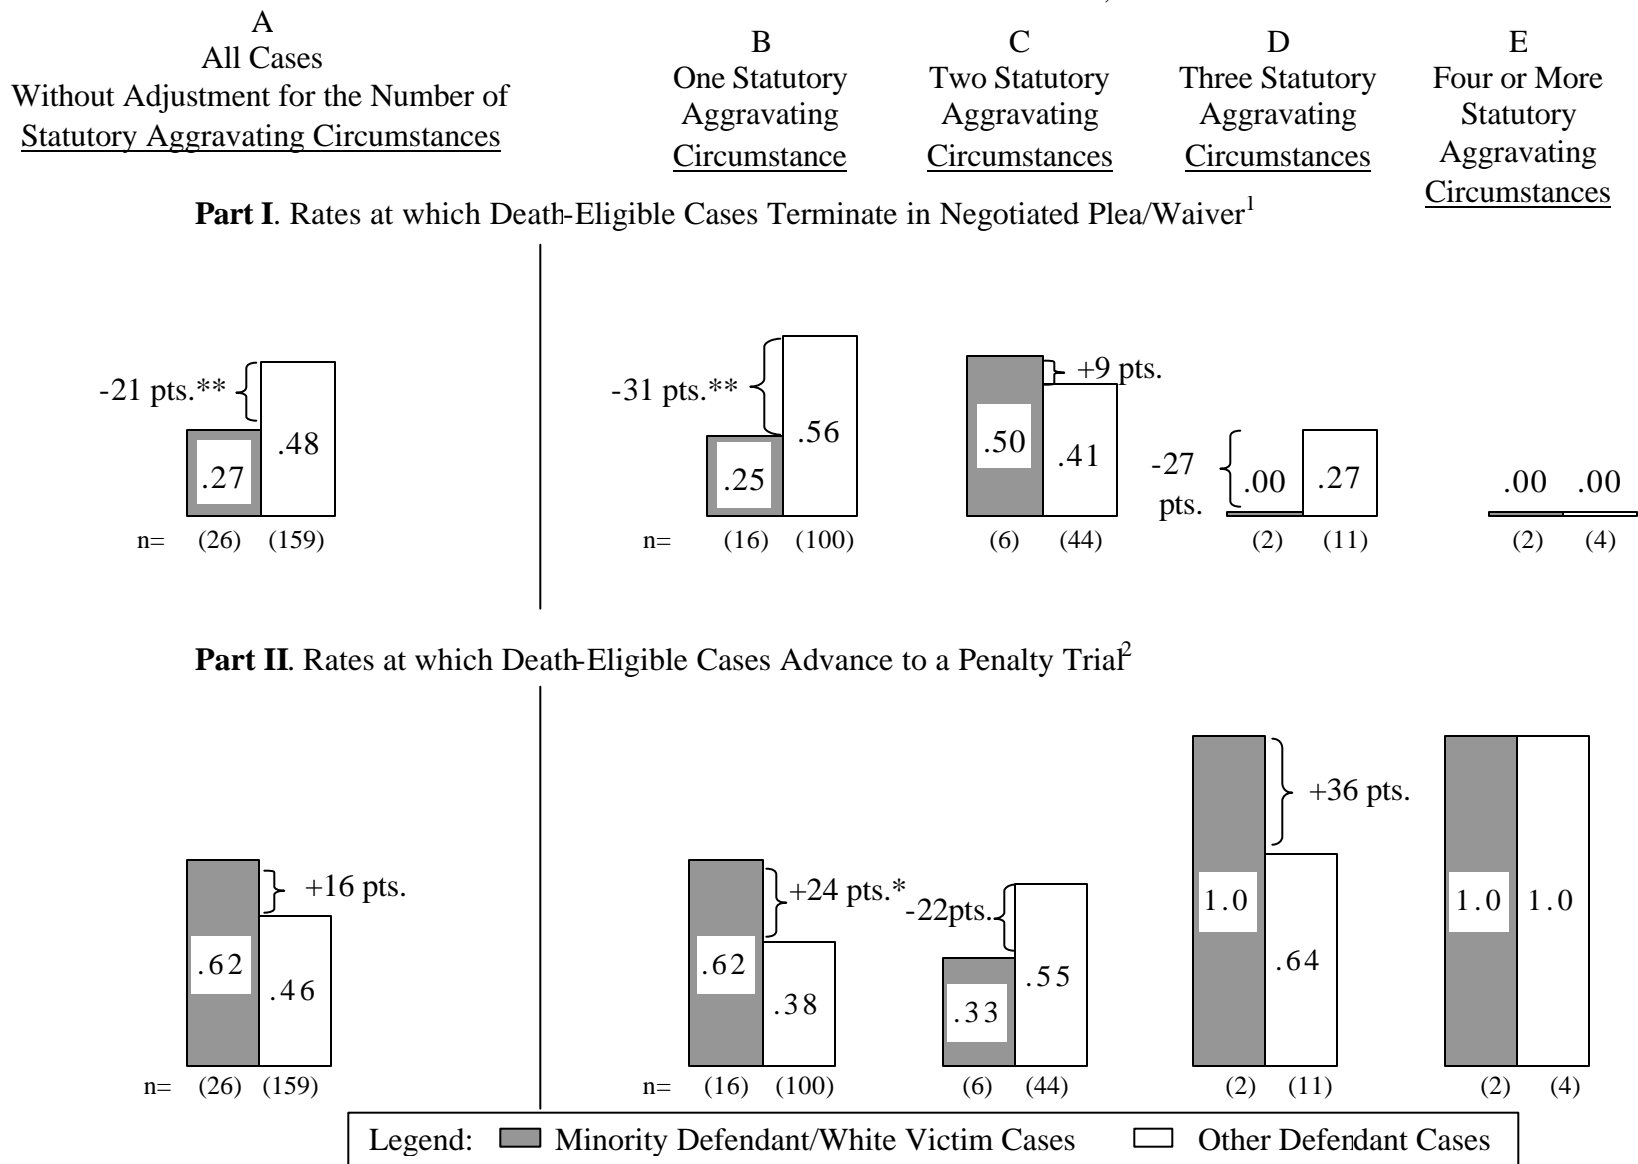 A
All Cases
Without Adjustment for the Number of
Statutory Aggravating Circumstances
B
One Statutory
Aggravating
Circumstance
C
Two Statutory
Aggravating
Circumstances
D
Three Statutory
Aggravating
Circumstances
E
Four or More
Statutory
Aggravating
Circumstances
Part I. Rates at which Death-Eligible Cases Terminate in Negotiated Plea/Waiver1
-21 pts.**
.27
.48
n= (26) (159)
-31 pts.**
.25
.56
n= (16) (100)
+9 pts.
.50
.41
(6) (44)
-27
pts.
.00
.27
(2) (11)
.00 .00
(2) (4)
Part II. Rates at which Death-Eligible Cases Advance to a Penalty Trial2
+16 pts.
.62
.46
n= (26) (159)
+24 pts.*
.62
.38
n= (16) (100)
-22pts.
.33
.55
(6) (44)
+36 pts.
1.0
.64
(2) (11)
1.0 1.0
(2) (4)
Legend: Minority Defendant/White Victim Cases Other Defendant Cases